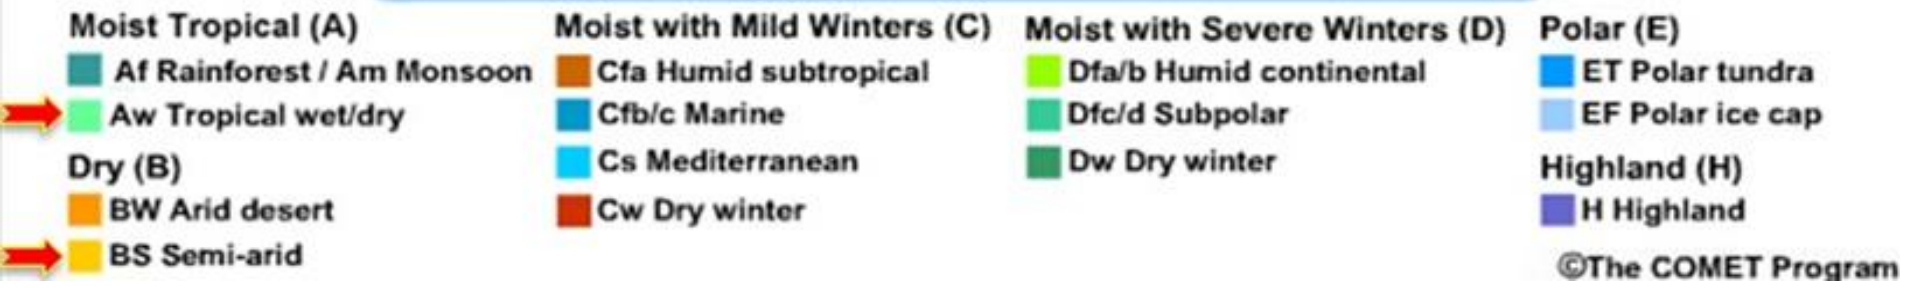 Moist Tropical (A)
Af Rainforest / Am Monsoon
Aw Tropical wet/dry
Dry (B)
BW Arid desert
BS Semi-arid
Moist with Mild Winters (C)
Cfa Humid subtropical
Cfb/c Marine
Cs Mediterranean
Cw Dry winter
Moist with Severe Winters (D)
Dfa/b Humid continental
Dfc/d Subpolar
Dw Dry winter
Polar (E)
ET Polar tundra
EF Polar ice cap
Highland (H)
H Highland
©The COMET Program